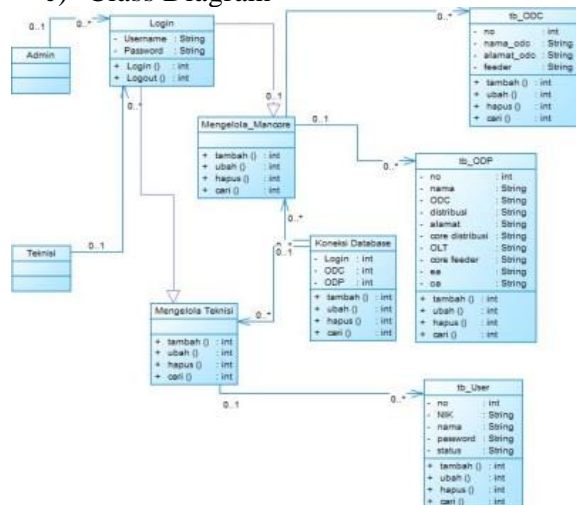 c) Class Diagram
Login
- Username : String
- Password : String
+ Login () : int
+ Logout () : int
0..1
0..*
Admin
tb_ODC
- no : int
- nama_odc : String
- alamat_odc : String
- feeder : String
+ tambah () : int
+ ubah () : int
+ hapus () : int
+ cari () : int
0..*
0..*
0..1
Mengelola_Mancore
+ tambah () : int
+ ubah () : int
+ hapus () : int
+ cari () : int
0..1
0..*
tb_ODP
- no : int
- nama : String
- ODC : String
- distribusi : String
- alamat : String
- core distribusi : String
- OLT : String
- core feeder : String
- ea : String
- oa : String
+ tambah () : int
+ ubah () : int
+ hapus () : int
+ cari () : int
0..*
Teknisi
0..1
0..1
Koneksi Database
- Login : int
- ODC : int
- ODP : int
+ tambah () : int
+ ubah () : int
+ hapus () : int
+ cari () : int
Mengelola Teknisi
0..*
+ tambah () : int
+ ubah () : int
+ hapus () : int
+ cari () : int
0..1
0..*
tb_User
- no : int
- NIK : String
- nama : String
- password : String
- status : String
+ tambah () : int
+ ubah () : int
+ hapus () : int
+ cari () : int